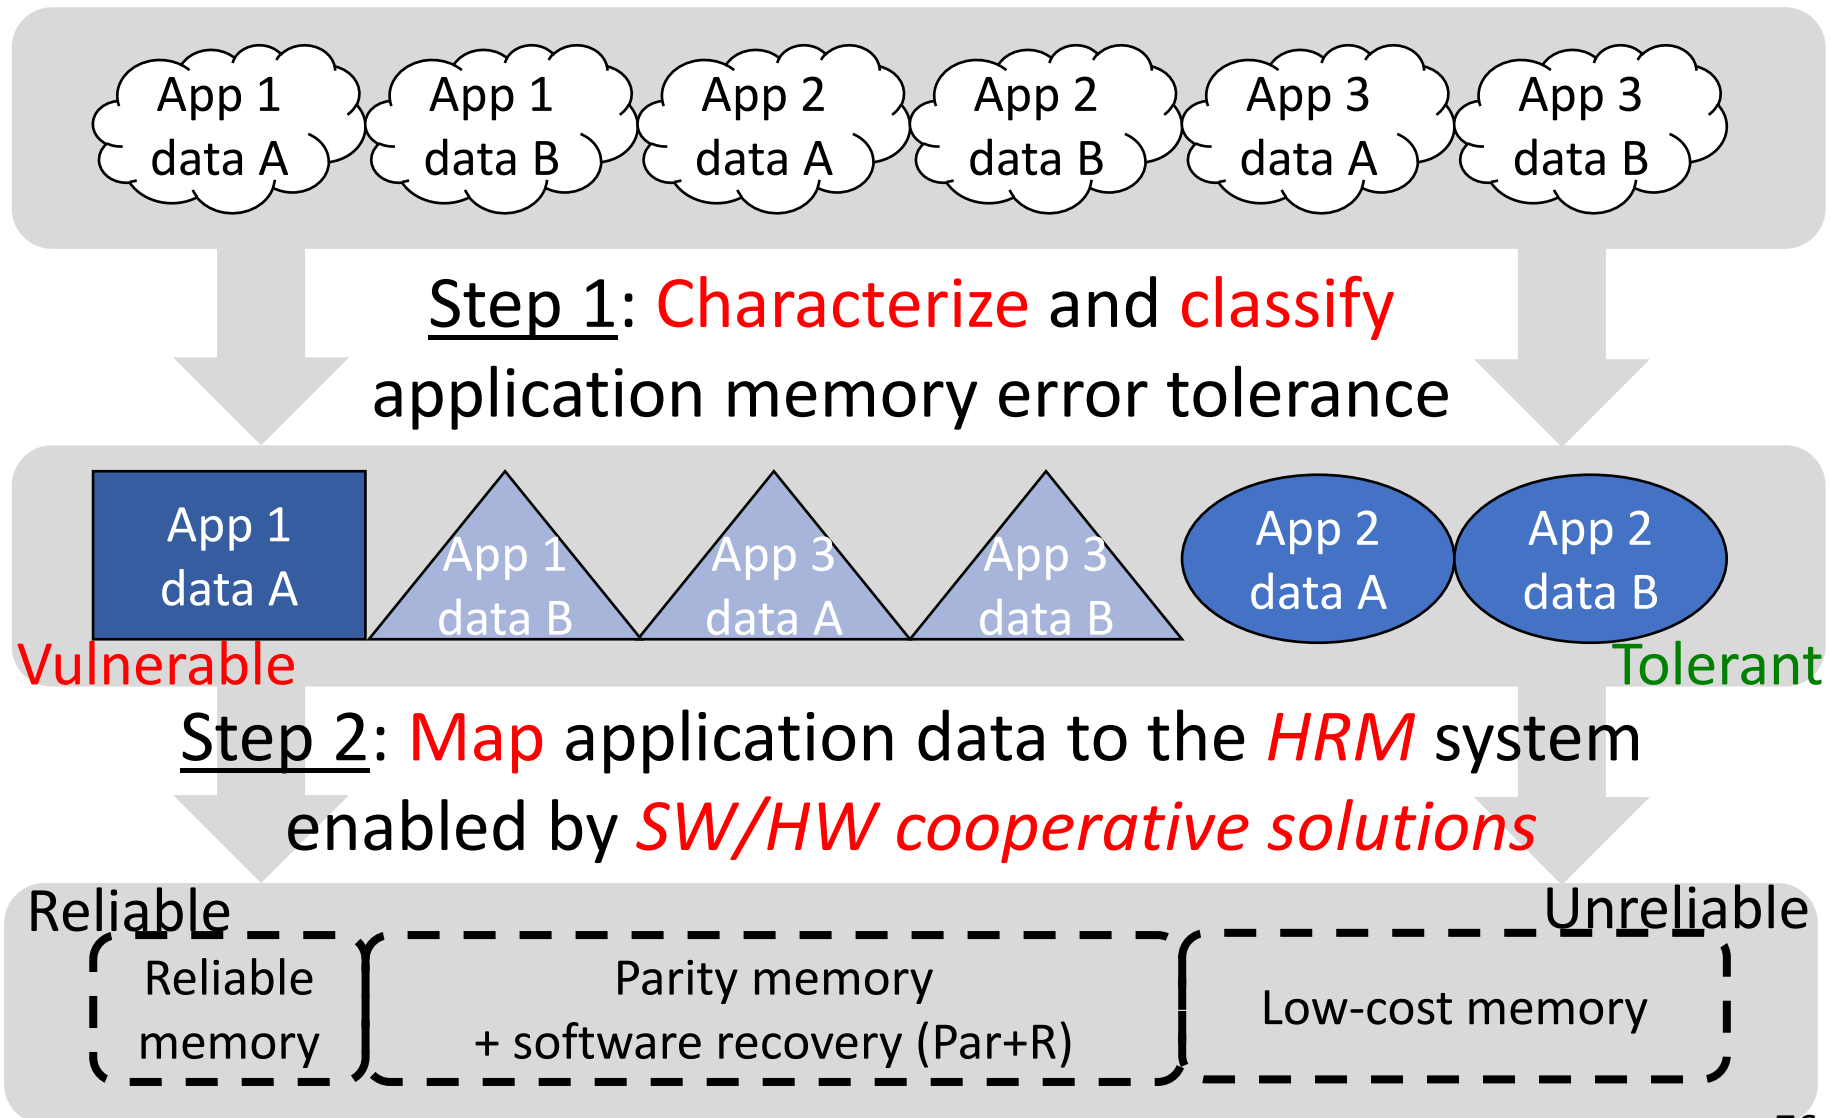 App 1
data A
App 1
data B
App 2
data A
App 2
data B
App 3
data A
App 3
data B
Step 1: Characterize and classify
application memory error tolerance
App 1
data A
App 1
data B
App 3
data A
App 3
data B
App 2
data A
App 2
data B
Vulnerable
Tolerant
Step 2: Map application data to the HRM system
enabled by SW/HW cooperative solutions
Reliable
Unreliable
Reliable
memory
Parity memory
+ software recovery (Par+R)
Low-cost memory